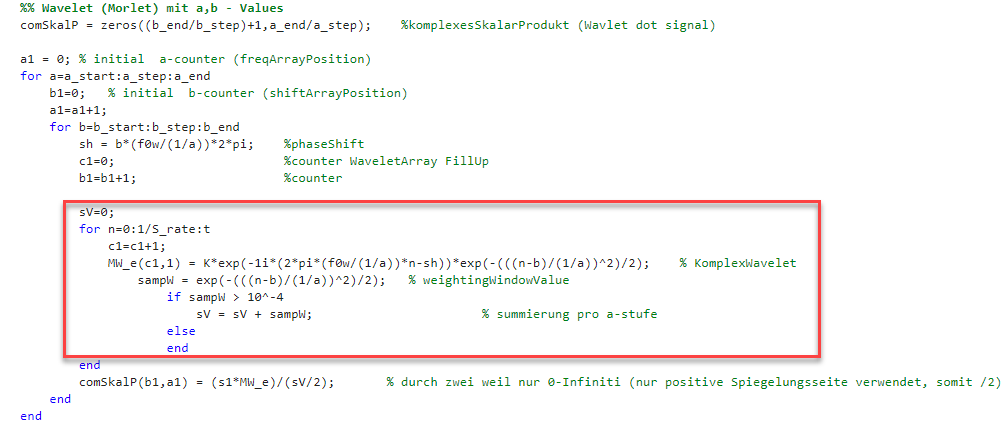 %% Wavelet (Morlet) mit a,b - Values
comSkalP = zeros((b_end/b_step)+1,a_end/a_step);    %komplexesSkalarProdukt (Wavlet dot signal)
a1 = 0; % initial  a-counter (freqArrayPosition)
for a=a_start:a_step:a_end
b1=0;   % initial  b-counter (shiftArrayPosition)
a1=a1+1;
for b=b_start:b_step:b_end
sh = b*(f0w/(1/a))*2*pi;    %phaseShift
c1=0;                       %counter WaveletArray FillUp
b1=b1+1;                    %counter
sV=0;
for n=0:1/S_rate:t
c1=c1+1;
MW_e(c1,1) = K*exp(-1i*(2*pi*(f0w/(1/a))*n-sh))*exp(-(((n-b)/(1/a))^2)/2);    % KomplexWavelet
sampW = exp(-(((n-b)/(1/a))^2)/2);   % weightingWindowValue
if sampW > 10^-4
sV = sV + sampW;                       % summierung pro a-stufe
else
end
end
comSkalP(b1,a1) = (s1*MW_e)/(sV/2);       % durch zwei weil nur 0-Infiniti (nur positive Spiegelungsseite verwendet, somit /2)
end
end